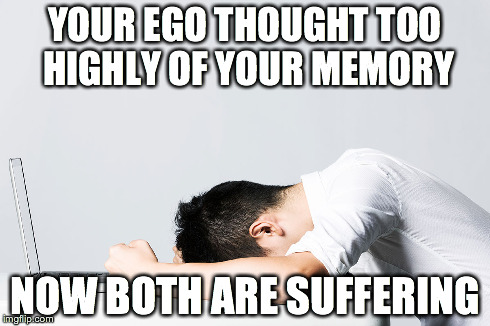 YOUR EGO THOUGHT TOO
HIGHLY OF YOUR MEMORY
NOW BOTH ARE SUFFERING
imgflip.com